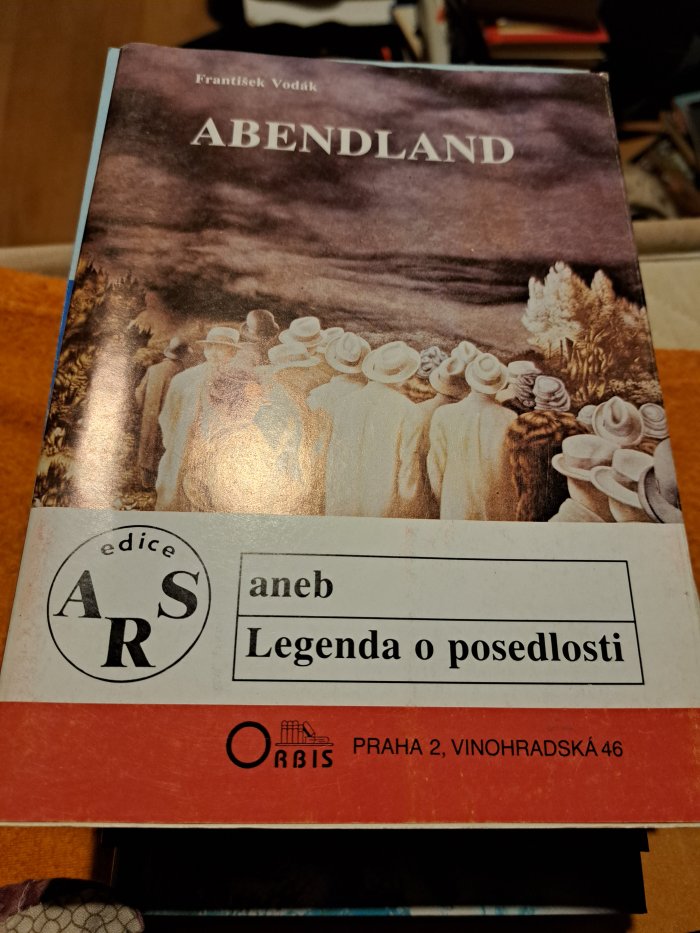 František Vodák
ABENDLAND
edice
ARS
aneb
Legenda o posedlosti
ORBIS PRAHA 2, VINOHRADSKÁ 46